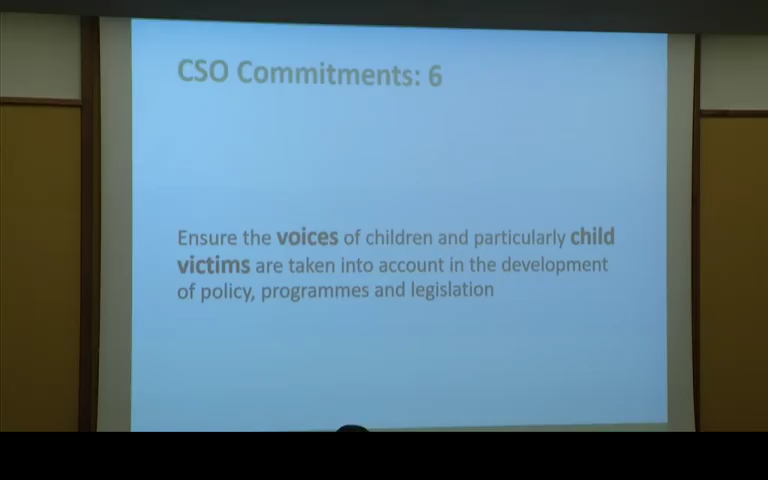 CSO Commitments: 6
Ensure the voices of children and particularly child
victims are taken into account in the development
of policy, programmes and legislation